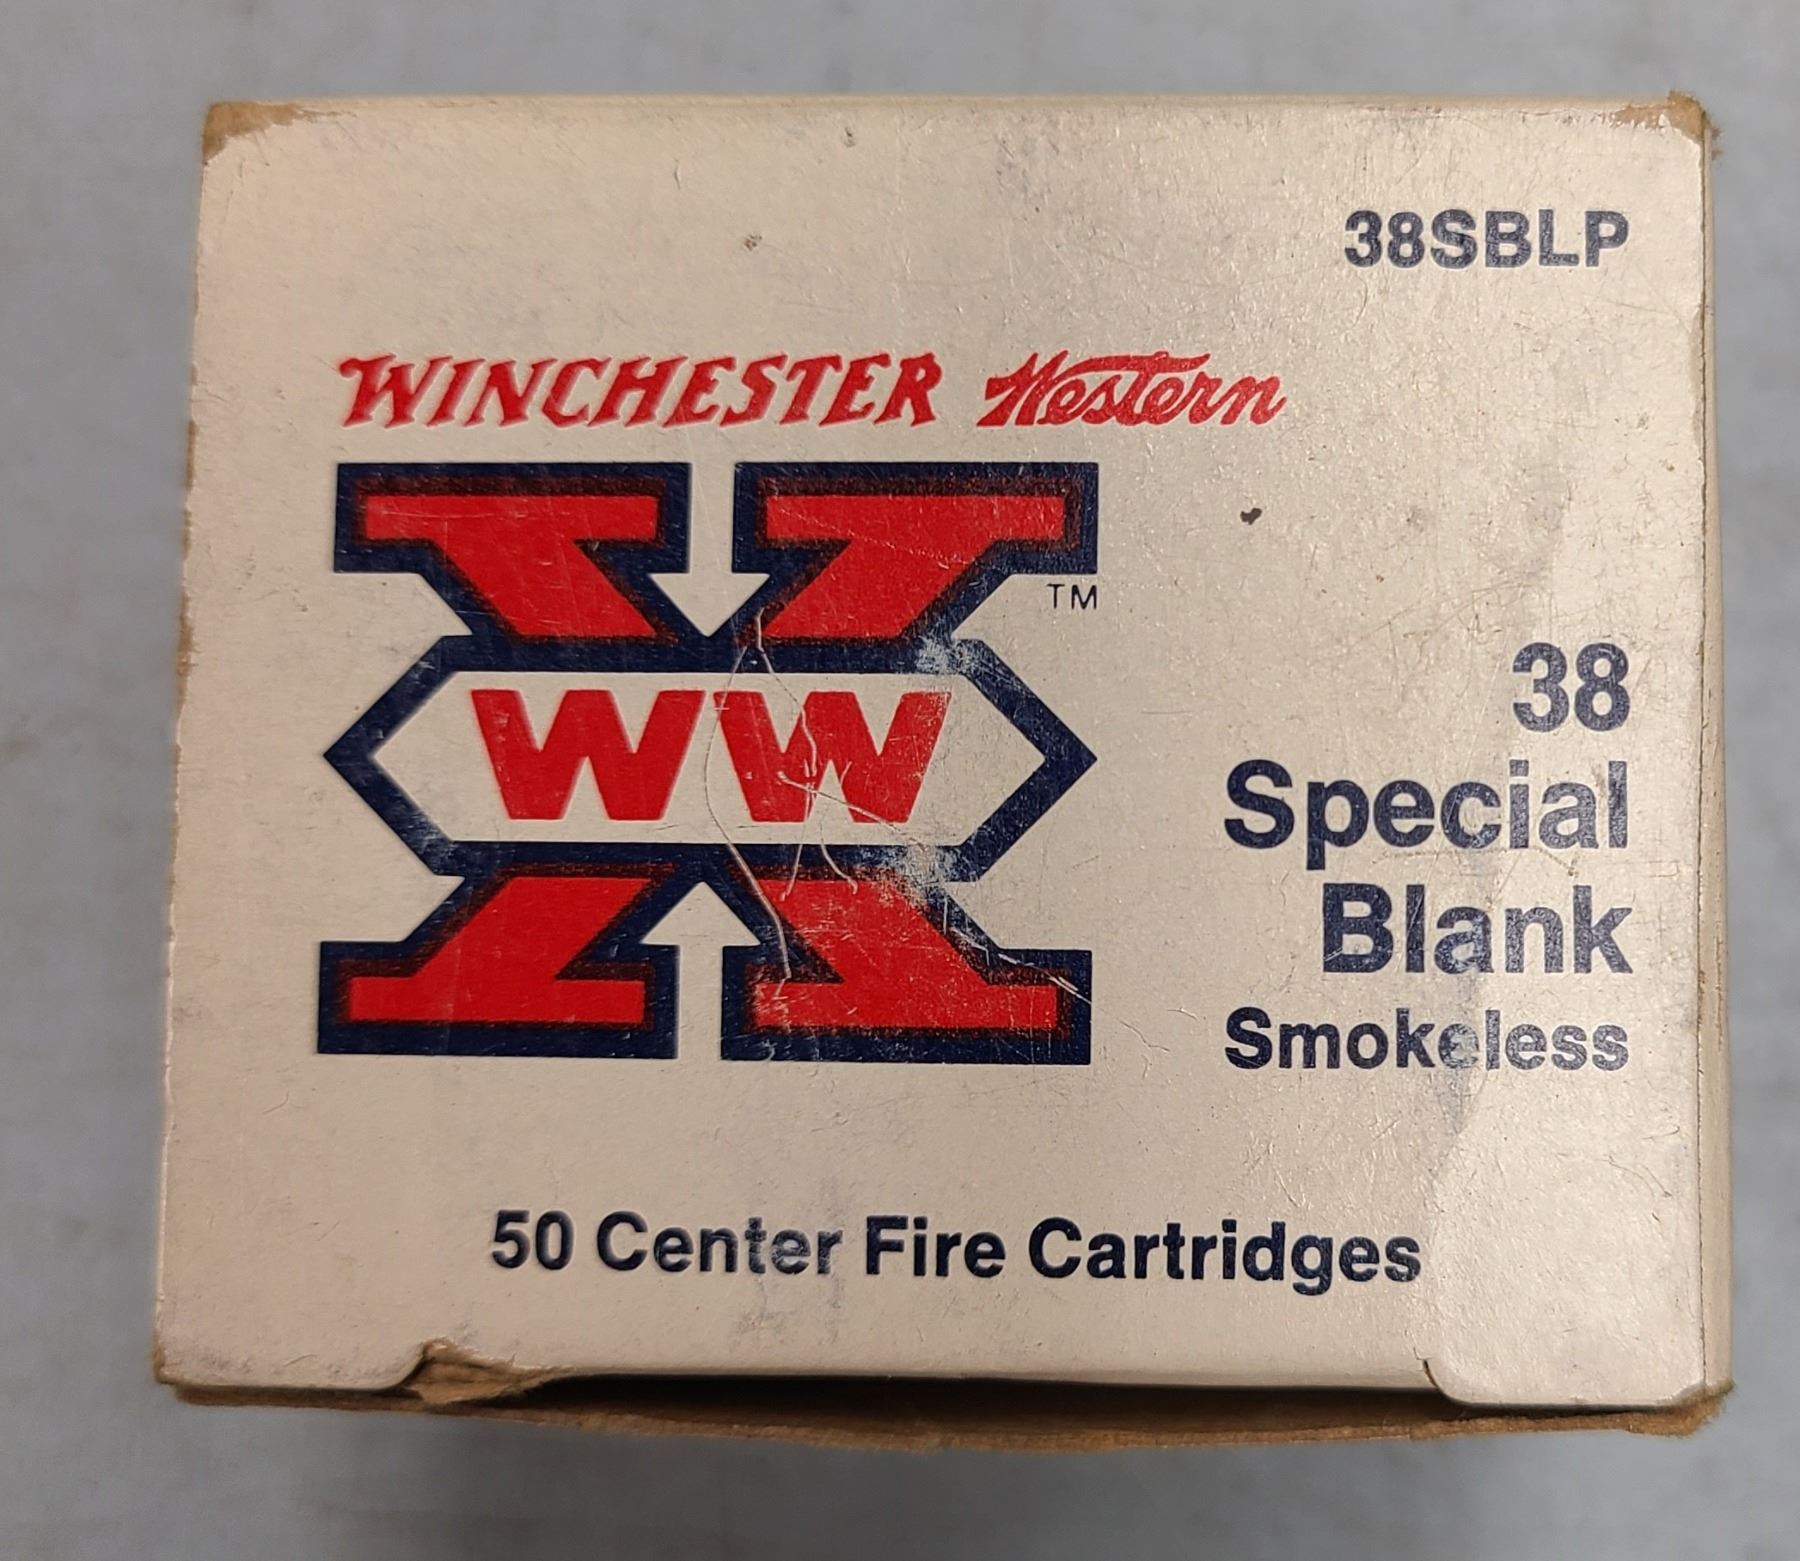 38SBLP
WINCHESTER Western
TM
WW
38
Special
Blank
Smokeless
50 Center Fire Cartridges